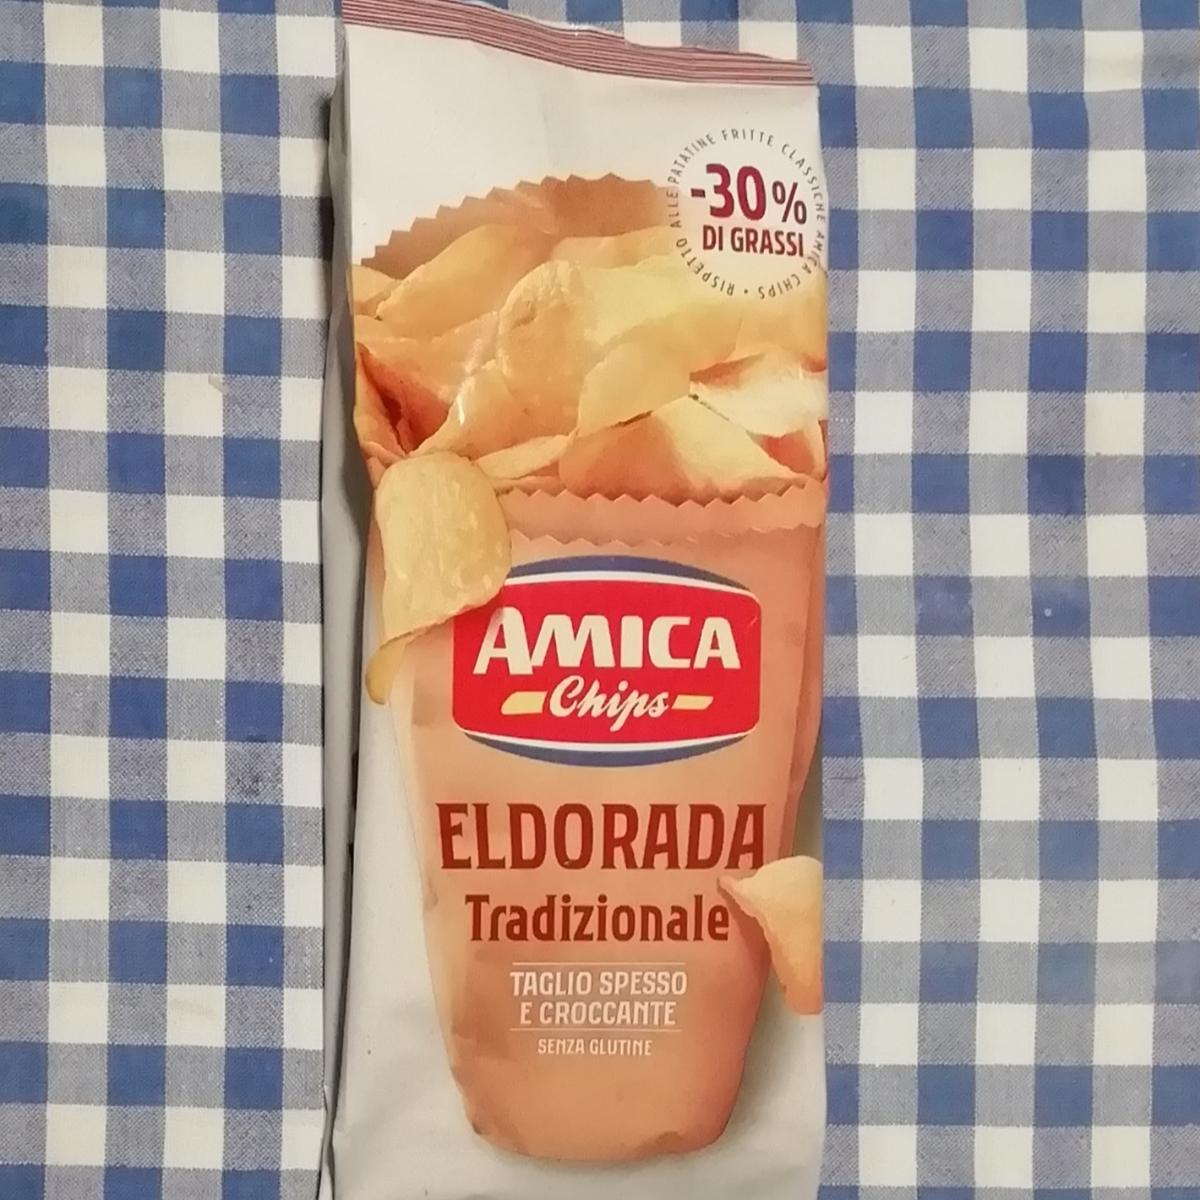 -30%
DI GRASSI
RISPETTO ALLE PATATINE FRITTE CLASSICHE AMICA CHIPS •
AMICA
Chips
ELDORADA
Tradizionale
TAGLIO SPESSO
E CROCCANTE
SENZA GLUTINE